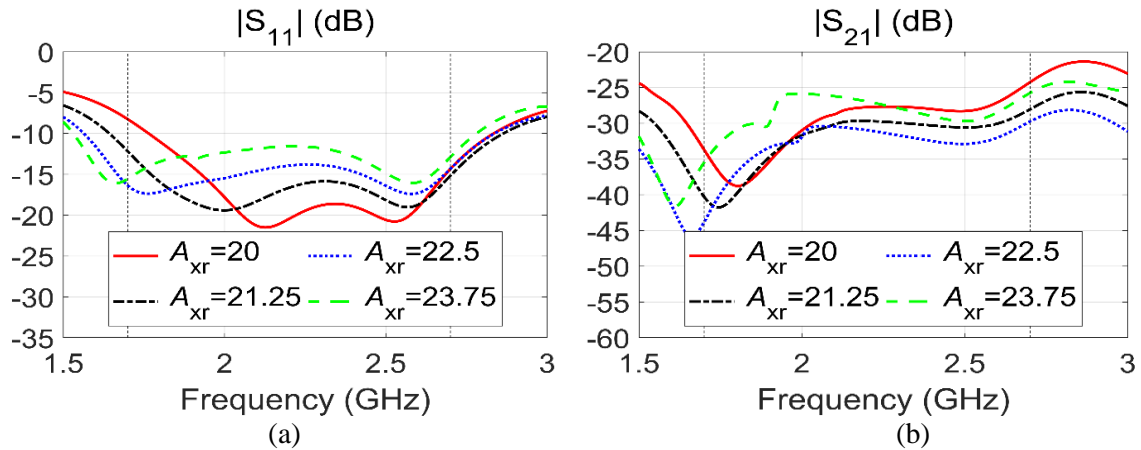 |S11| (dB)
0
-5
-10
-15
-20
-25
-30
-35
1.5
2
2.5
3
Axr=20
Axr=22.5
Axr=21.25
Axr=23.75
Frequency (GHz)
(a)
|S21| (dB)
-20
-25
-30
-35
-40
-45
-50
-55
-60
1.5
2
2.5
3
Axr=20
Axr=22.5
Axr=21.25
Axr=23.75
Frequency (GHz)
(b)